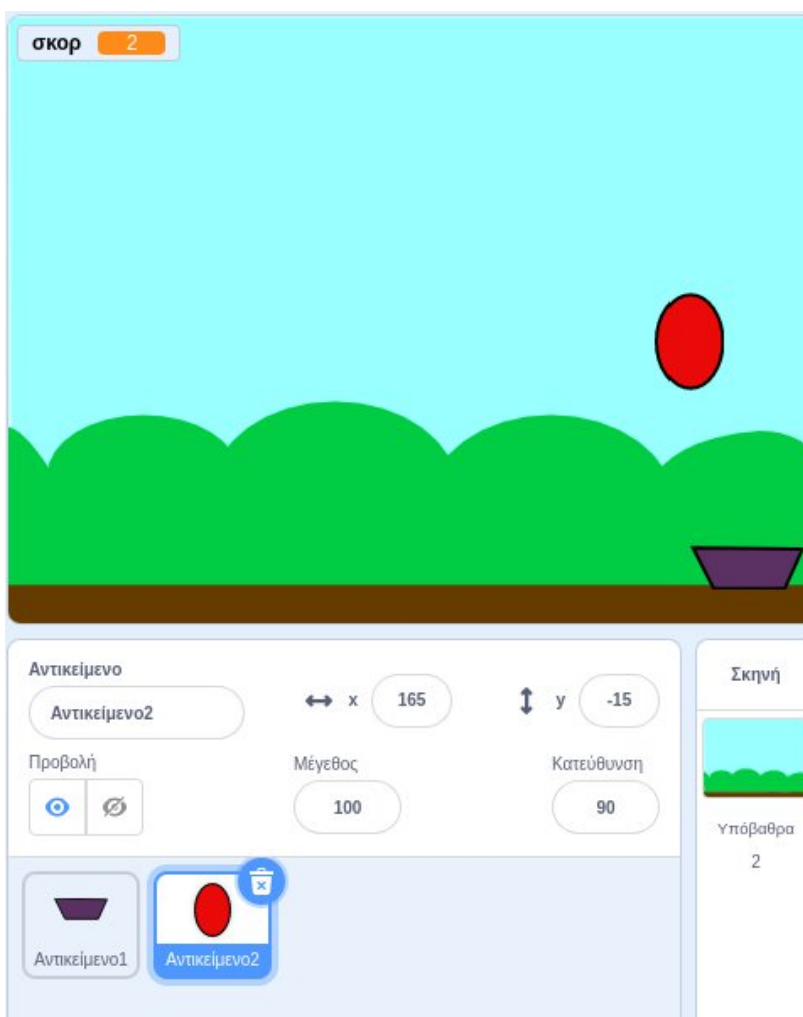 σκορ 2
Αντικείμενο
Αντικείμενο2
x 165
y -15
Προβολή
Μέγεθος
100
Κατεύθυνση
90
Αντικείμενο1
Αντικείμενο2
Σκηνή
Υπόβαθρα
2